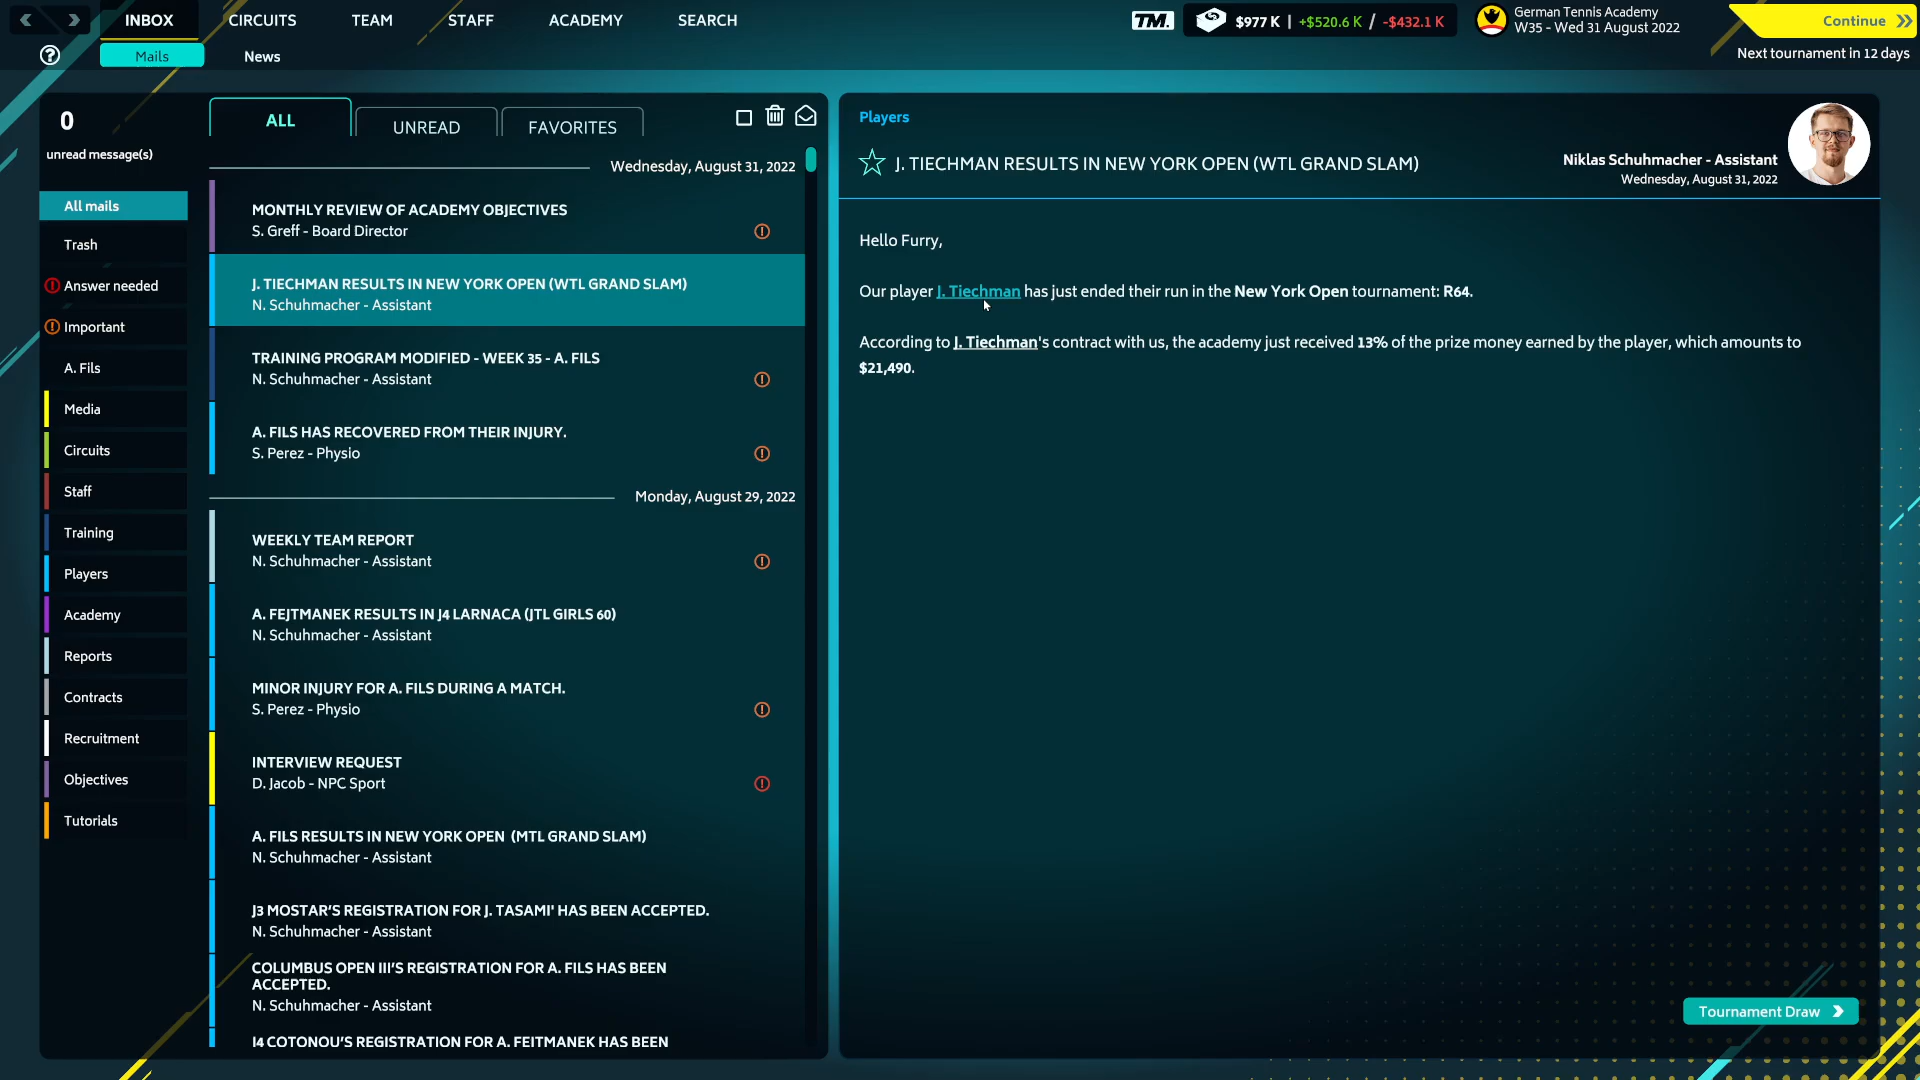 INBOX
CIRCUITS
TEAM
STAFF
ACADEMY
SEARCH
TM.
$977 K | +$520.6 K / -$432.1 K
German Tennis Academy
W35 - Wed 31 August 2022
Continue
Next tournament in 12 days
?
Mails
News
0
unread message(s)
All mails
Trash
Answer needed
Important
A. Fils
Media
Circuits
Staff
Training
Players
Academy
Reports
Contracts
Recruitment
Objectives
Tutorials
ALL
UNREAD
FAVORITES
Wednesday, August 31, 2022
MONTHLY REVIEW OF ACADEMY OBJECTIVES
S. Greff - Board Director
J. TIECHMAN RESULTS IN NEW YORK OPEN (WTL GRAND SLAM)
N. Schuhmacher - Assistant
TRAINING PROGRAM MODIFIED - WEEK 35 - A. FILS
N. Schuhmacher - Assistant
A. FILS HAS RECOVERED FROM THEIR INJURY.
S. Perez - Physio
Monday, August 29, 2022
WEEKLY TEAM REPORT
N. Schuhmacher - Assistant
A. FEJTMANEK RESULTS IN J4 LARNACA (JTL GIRLS 60)
N. Schuhmacher - Assistant
MINOR INJURY FOR A. FILS DURING A MATCH.
S. Perez - Physio
INTERVIEW REQUEST
D. Jacob - NPC Sport
A. FILS RESULTS IN NEW YORK OPEN (MTL GRAND SLAM)
N. Schuhmacher - Assistant
J3 MOSTAR'S REGISTRATION FOR J. TASAMI' HAS BEEN ACCEPTED.
N. Schuhmacher - Assistant
COLUMBUS OPEN III'S REGISTRATION FOR A. FILS HAS BEEN
ACCEPTED.
N. Schuhmacher - Assistant
J4 COTONOU'S REGISTRATION FOR A. FEJTMANEK HAS BEEN
Players
J. TIECHMAN RESULTS IN NEW YORK OPEN (WTL GRAND SLAM)
Niklas Schuhmacher - Assistant
Wednesday, August 31, 2022
Hello Furry,
Our player J. Tiechman has just ended their run in the New York Open tournament: R64.
According to J. Tiechman's contract with us, the academy just received 13% of the prize money earned by the player, which amounts to
$21,490.
Tournament Draw